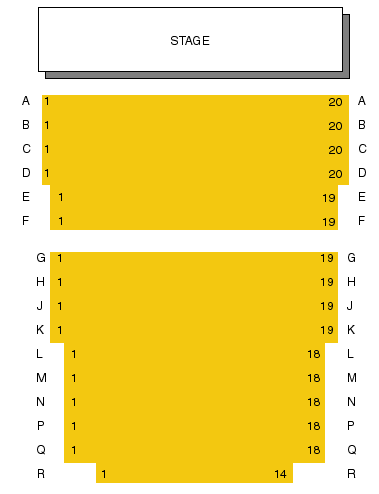 STAGE
A 1 20 A
B 1 20 B
C 1 20 C
D 1 20 D
E 1 19 E
F 1 19 F
G 1 19 G
H 1 19 H
J 1 19 J
K 1 19 K
L 1 18 L
M 1 18 M
N 1 18 N
P 1 18 P
Q 1 18 Q
R 1 14 R